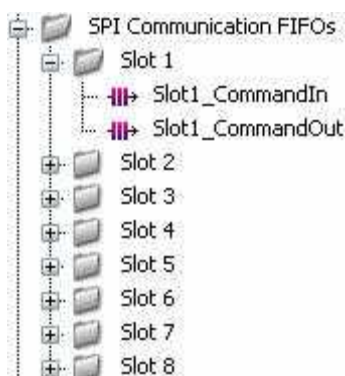 SPI Communication FIFOs
Slot 1
Slot1_CommandIn
Slot1_CommandOut
Slot 2
Slot 3
Slot 4
Slot 5
Slot 6
Slot 7
Slot 8